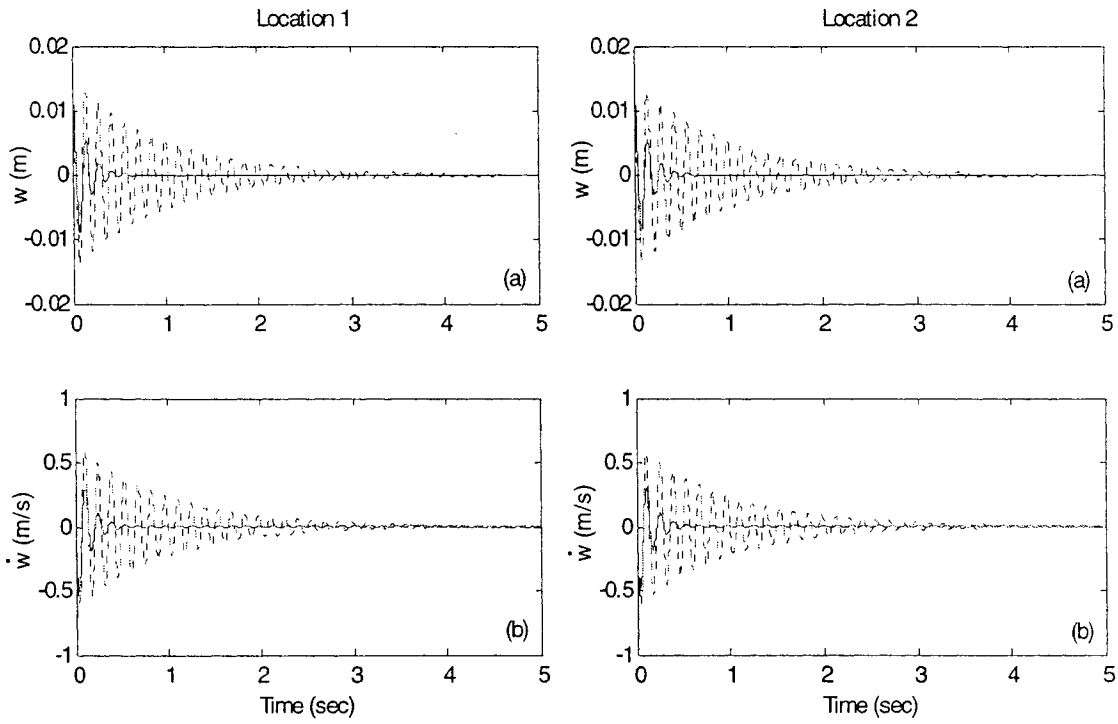 Location 1
0.02
0.01
0
-0.01
-0.02
w (m)
(a)
0 1 2 3 4 5
Location 2
0.02
0.01
0
-0.01
-0.02
w (m)
(a)
0 1 2 3 4 5
1
0.5
0
-0.5
-1
ẇ (m/s)
(b)
0 1 2 3 4 5
Time (sec)
1
0.5
0
-0.5
-1
ẇ (m/s)
(b)
0 1 2 3 4 5
Time (sec)